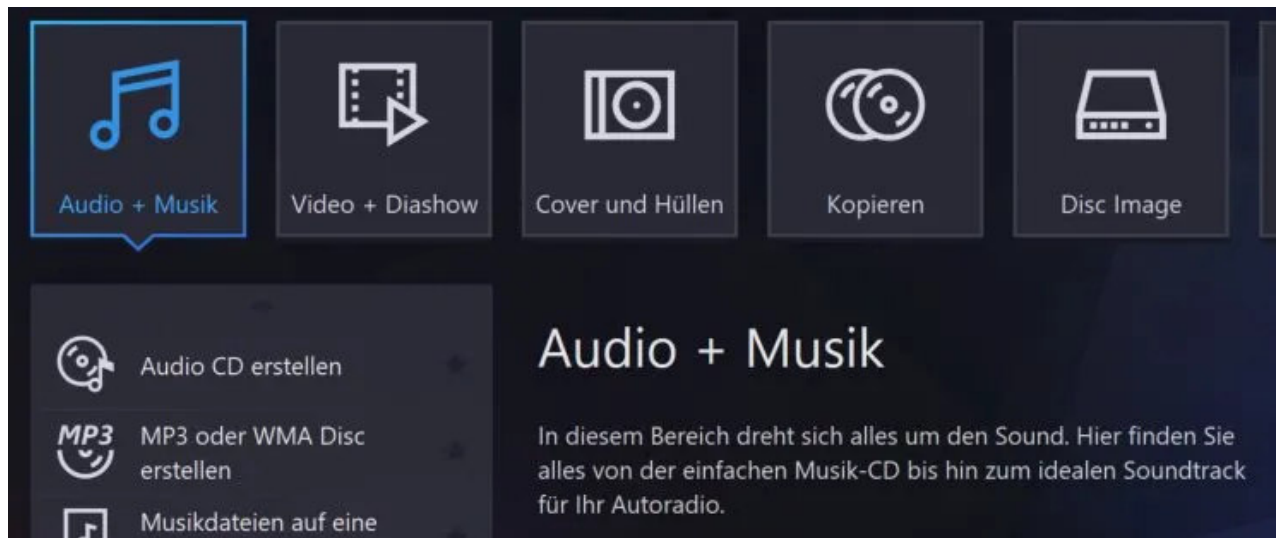 Audio + Musik
Video + Diashow
Cover und Hüllen
Kopieren
Disc Image
Audio CD erstellen
MP3
MP3 oder WMA Disc
erstellen
Musikdateien auf eine
Audio + Musik
In diesem Bereich dreht sich alles um den Sound. Hier finden Sie
alles von der einfachen Musik-CD bis hin zum idealen Soundtrack
für Ihr Autoradio.